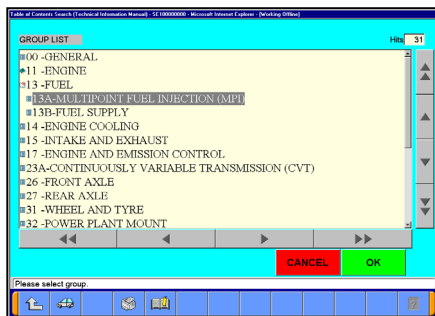 Table of Contents Search (Technical Information Manual) - SC100000000 - Microsoft Internet Explorer - [Working Offline]
GROUP LIST
Hits 31
00 -GENERAL
11 -ENGINE
13 -FUEL
13A-MULTIPOINT FUEL INJECTION (MPI)
13B-FUEL SUPPLY
14 -ENGINE COOLING
15 -INTAKE AND EXHAUST
17 -ENGINE AND EMISSION CONTROL
23A-CONTINUOUSLY VARIABLE TRANSMISSION (CVT)
26 -FRONT AXLE
27 -REAR AXLE
31 -WHEEL AND TYRE
32 -POWER PLANT MOUNT
CANCEL OK
Please select group.